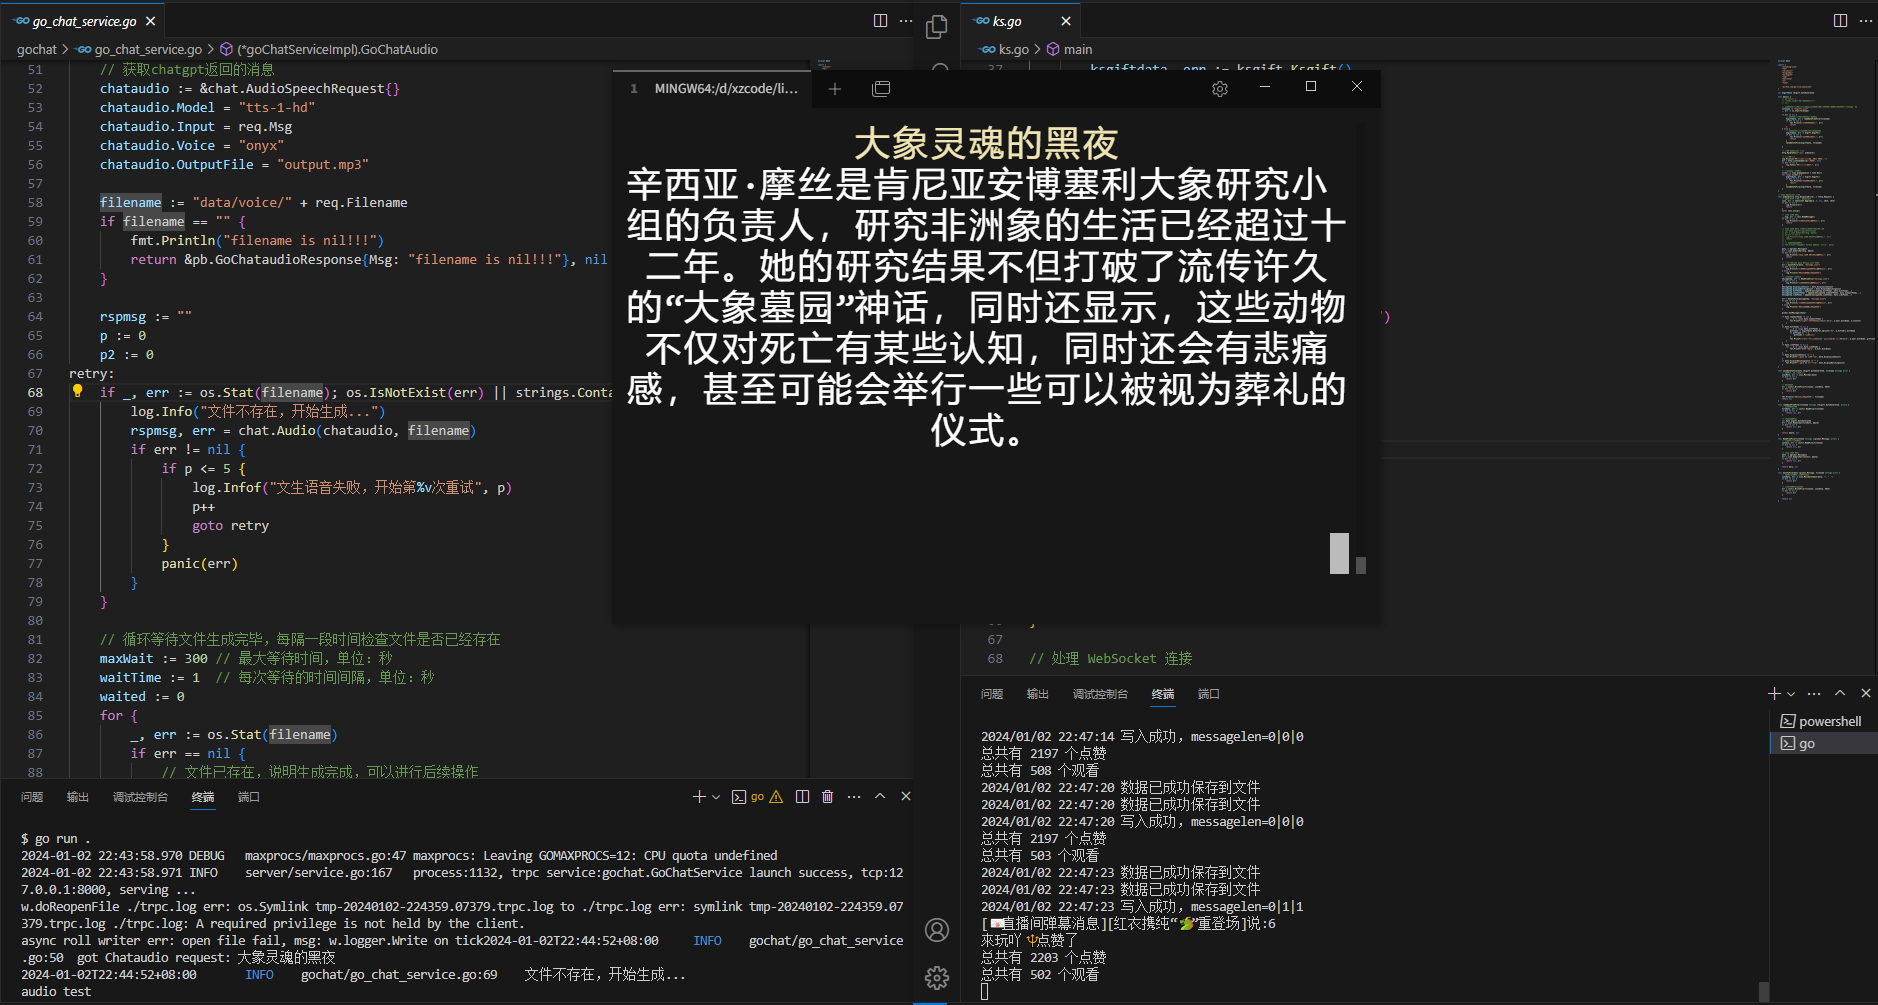 go_chat_service.go
gochat > go_chat_service.go > (*goChatServiceImpl).GoChatAudio
51 // 获取chatgpt返回的消息
52 chataudio := &chat.AudioSpeechRequest{}
53 chataudio.Model = "tts-1-hd"
54 chataudio.Input = req.Msg
55 chataudio.Voice = "onyx"
56 chataudio.OutputFile = "output.mp3"
57
58 filename := "data/voice/" + req.Filename
59 if filename == "" {
60 fmt.Println("filename is nil!!!")
61 return &pb.GoChataudioResponse{Msg: "filename is nil!!!"}, nil
62 }
63
64 rspmsg := ""
65 p := 0
66 p2 := 0
67 retry:
68 if _, err := os.Stat(filename); os.IsNotExist(err) || strings.Conta
69 log.Info("文件不存在，开始生成...")
70 rspmsg, err = chat.Audio(chataudio, filename)
71 if err != nil {
72 if p <= 5 {
73 log.Infof("文生语音失败，开始第%v次重试", p)
74 p++
75 goto retry
76 }
77 panic(err)
78 }
79 }
80
81 // 循环等待文件生成完毕，每隔一段时间检查文件是否已经存在
82 maxWait := 300 // 最大等待时间，单位：秒
83 waitTime := 1 // 每次等待的时间间隔，单位：秒
84 waited := 0
85 for {
86 _, err := os.Stat(filename)
87 if err == nil {
88 // 文件已存在，说明生成完成，可以进行后续操作
问题 输出 调试控制台 终端 端口
go
$ go run .
2024-01-02 22:43:58.970 DEBUG maxprocs/maxprocs.go:47 maxprocs: Leaving GOMAXPROCS=12: CPU quota undefined
2024-01-02 22:43:58.971 INFO server/service.go:167 process:1132, trpc service:gochat.GoChatService launch success, tcp:12
7.0.0.1:8000, serving ...
w.doReopenFile ./trpc.log err: os.Symlink tmp-20240102-224359.07379.trpc.log to ./trpc.log err: symlink tmp-20240102-224359.07
379.trpc.log ./trpc.log: A required privilege is not held by the client.
async roll writer err: open file fail, msg: w.logger.Write on tick2024-01-02T22:44:52+08:00 INFO gochat/go_chat_service
.go:50 got Chataudio request: 大象灵魂的黑夜
2024-01-02T22:44:52+08:00 INFO gochat/go_chat_service.go:69 文件不存在，开始生成...
audio test
1 MINGW64:/d/xzcode/li...
大象灵魂的黑夜
辛西亚·摩丝是肯尼亚安博塞利大象研究小
组的负责人，研究非洲象的生活已经超过十
二年。她的研究结果不但打破了流传许久
的“大象墓园”神话，同时还显示，这些动物
不仅对死亡有某些认知，同时还会有悲痛
感，甚至可能会举行一些可以被视为葬礼的
仪式。
ks.go
ks.go > main
37 ksgiftdata, err := ksgift.Ksgift()
")
67
68 // 处理 WebSocket 连接
问题 输出 调试控制台 终端 端口
powershell
go
2024/01/02 22:47:14 写入成功，messagelen=0|0|0
总共有 2197 个点赞
总共有 508 个观看
2024/01/02 22:47:20 数据已成功保存到文件
2024/01/02 22:47:20 数据已成功保存到文件
2024/01/02 22:47:20 写入成功，messagelen=0|0|0
总共有 2197 个点赞
总共有 503 个观看
2024/01/02 22:47:23 数据已成功保存到文件
2024/01/02 22:47:23 数据已成功保存到文件
2024/01/02 22:47:23 写入成功，messagelen=0|1|1
[📧直播间弹幕消息][红衣携纯“🐲”重登场]说:6
來玩吖 🔱点赞了
总共有 2203 个点赞
总共有 502 个观看